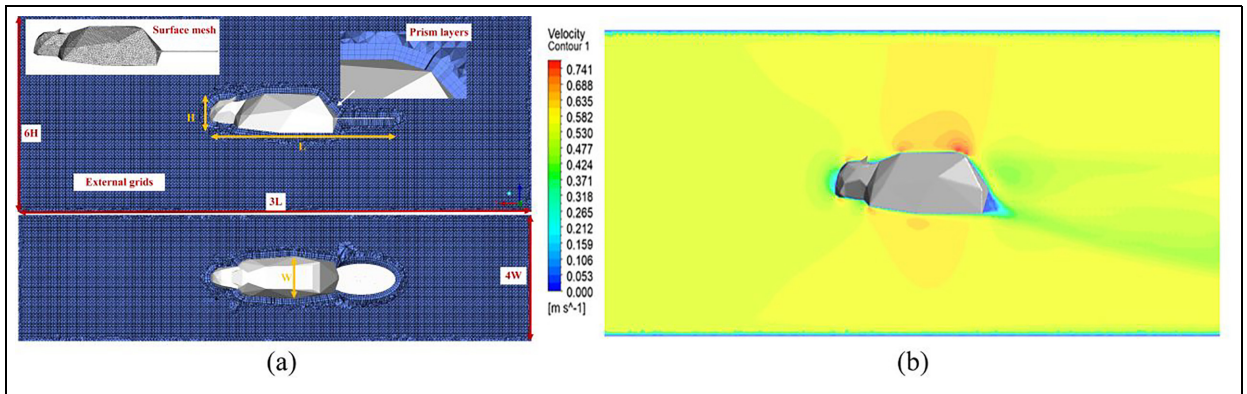 Surface mesh
Prism layers
H
6H
L
External grids
3L
W
4W
(a)
Velocity
Contour 1
0.741
0.688
0.635
0.582
0.530
0.477
0.424
0.371
0.318
0.265
0.212
0.159
0.106
0.053
0.000
[m s^-1]
(b)